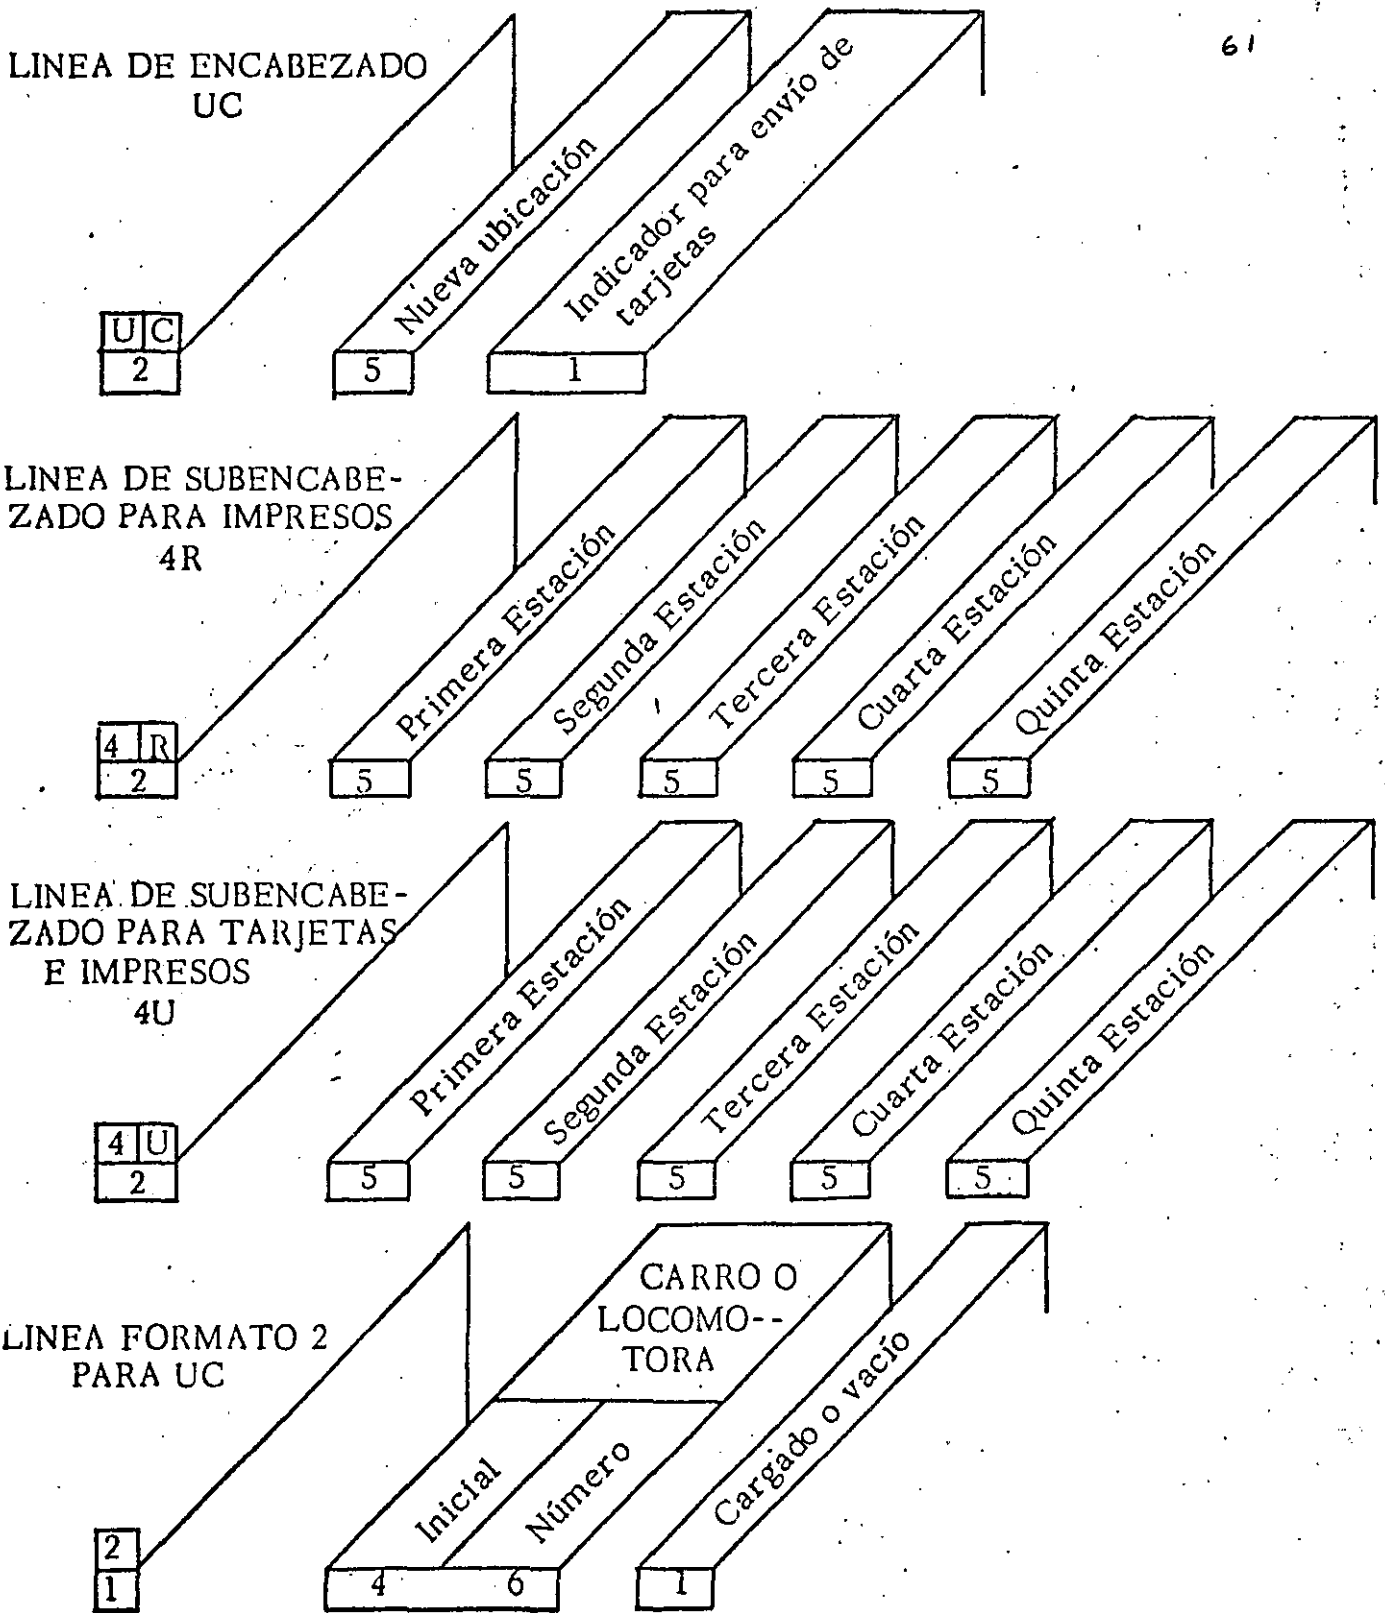 61
LINEA DE ENCABEZADO
UC
Nueva ubicación
Indicador para envío de
tarjetas
U C
2
5
1
LINEA DE SUBENCABE-
ZADO PARA IMPRESOS
4R
Primera Estación
Segunda Estación
Tercera Estación
Cuarta Estación
Quinta Estación
4 R
2
5
5
5
5
5
LINEA DE SUBENCABE-
ZADO PARA TARJETAS
E IMPRESOS
4U
Primera Estación
Segunda Estación
Tercera Estación
Cuarta Estación
Quinta Estación
4 U
2
5
5
5
5
5
LINEA FORMATO 2
PARA UC
CARRO O
LOCOMO--
TORA
Inicial
Número
Cargado o vacío
2
1
4
6
1